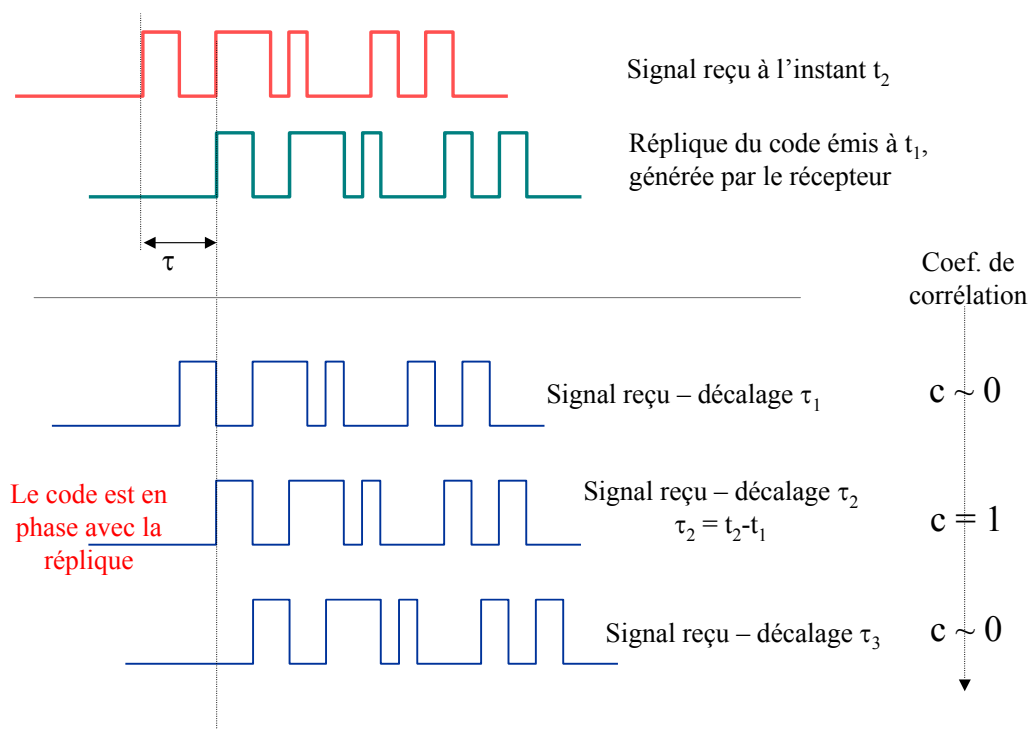 Signal reçu à l’instant t₂
Réplique du code émis à t₁,
générée par le récepteur
τ
Coef. de
corrélation
Signal reçu – décalage τ₁
c ~ 0
Le code est en
phase avec la
réplique
Signal reçu – décalage τ₂
τ₂ = t₂-t₁
c = 1
Signal reçu – décalage τ₃
c ~ 0